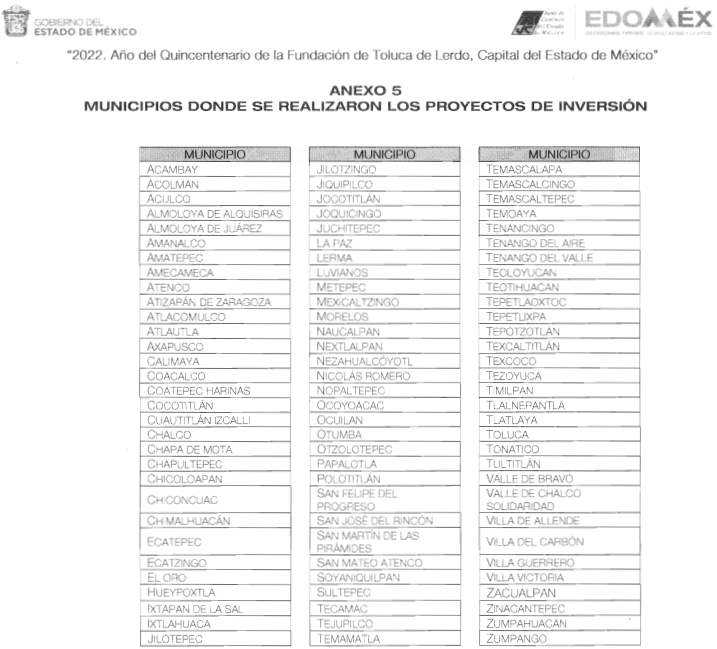 GOBIERNO DEL
ESTADO DE MÉXICO
EDOMÉX
"2022. Año del Quincentenario de la Fundación de Toluca de Lerdo, Capital del Estado de México"
ANEXO 5
MUNICIPIOS DONDE SE REALIZARON LOS PROYECTOS DE INVERSIÓN
MUNICIPIO
ACAMBAY
ACOLMAN
ACULCO
ALMOLOYA DE ALQUISIRAS
ALMOLOYA DE JUÁREZ
AMANALCO
AMATEPEC
AMECAMECA
ATENCO
ATIZAPÁN DE ZARAGOZA
ATLACOMULCO
ATLAUTLA
AXAPUSCO
CALIMAYA
COACALCO
COATEPEC HARINAS
COCOTITLÁN
CUAUTITLÁN IZCALLI
CHALCO
CHAPA DE MOTA
CHAPULTEPEC
CHICOLOAPAN
CHICONCUAC
CHIMALHUACÁN
ECATEPEC
ECATZINGO
EL ORO
HUEYPOXTLA
IXTAPAN DE LA SAL
IXTLAHUACA
JILOTEPEC
MUNICIPIO
JILOTZINGO
JIQUIPILCO
JOCOTITLÁN
JOQUICINGO
JUCHITEPEC
LA PAZ
LERMA
LUVIANOS
METEPEC
MEXICALTZINGO
MORELOS
NAUCALPAN
NEXTLALPAN
NEZAHUALCÓYOTL
NICOLÁS ROMERO
NOPALTEPEC
OCOYOACAC
OCUILAN
OTUMBA
OTZOLOTEPEC
PAPALOTLA
POLOTITLÁN
SAN FELIPE DEL
PROGRESO
SAN JOSÉ DEL RINCÓN
SAN MARTÍN DE LAS
PIRÁMIDES
SAN MATEO ATENCO
SOYANIQUILPAN
SULTEPEC
TECAMAC
TEJUPILCO
TEMAMATLA
MUNICIPIO
TEMASCALAPA
TEMASCALCINGO
TEMASCALTEPEC
TEMOAYA
TENANCINGO
TENANGO DEL AIRE
TENANGO DEL VALLE
TEOLOYUCAN
TEOTIHUACAN
TEPETLAOXTOC
TEPETLIXPA
TEPOTZOTLÁN
TEXCALTITLÁN
TEXCOCO
TEZOYUCA
TIMILPAN
TLALNEPANTLA
TLATLAYA
TOLUCA
TONATICO
TULTITLÁN
VALLE DE BRAVO
VALLE DE CHALCO
SOLIDARIDAD
VILLA DE ALLENDE
VILLA DEL CARBÓN
VILLA GUERRERO
VILLA VICTORIA
ZACUALPAN
ZINACANTEPEC
ZUMPAHUACÁN
ZUMPANGO